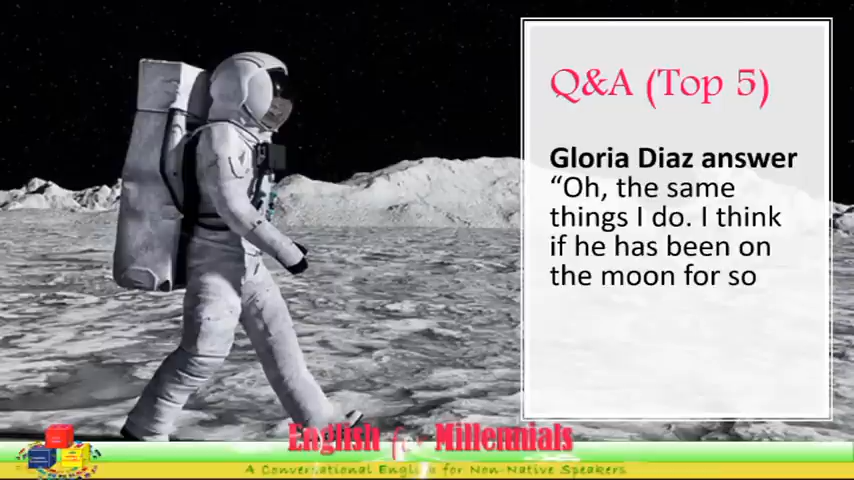 Q&A (Top 5)
Gloria Diaz answer
“Oh, the same
things I do. I think
if he has been on
the moon for so
English for Millennials
A Conversational English for Non-Native Speakers